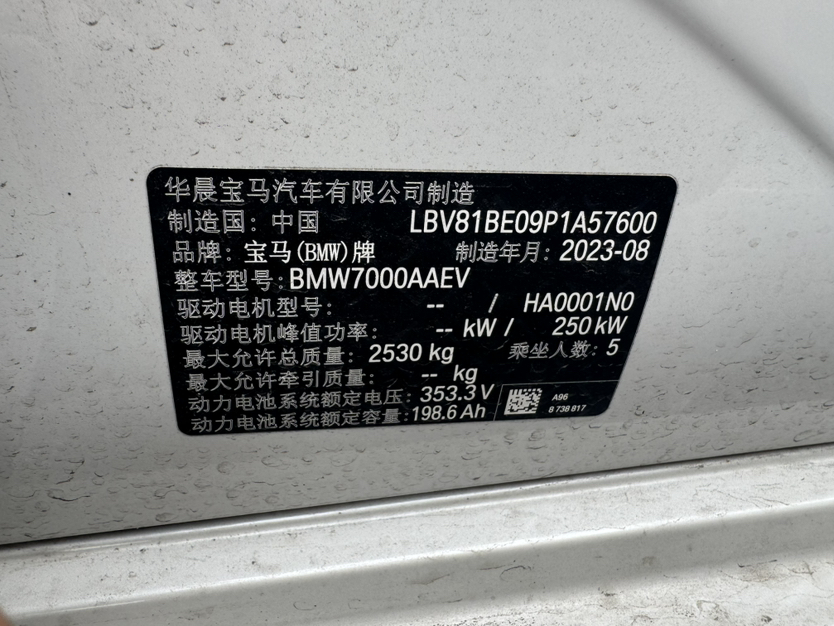 华晨宝马汽车有限公司制造
制造国: 中国 LBV81BE09P1A57600
品牌: 宝马(BMW)牌 制造年月: 2023-08
整车型号: BMW7000AAEV
驱动电机型号: -- / HA0001N0
驱动电机峰值功率: -- kW / 250 kW
最大允许总质量: 2530 kg 乘坐人数: 5
最大允许牵引质量: -- kg
动力电池系统额定电压: 353.3 V
动力电池系统额定容量: 198.6 Ah
A96
8 738 817